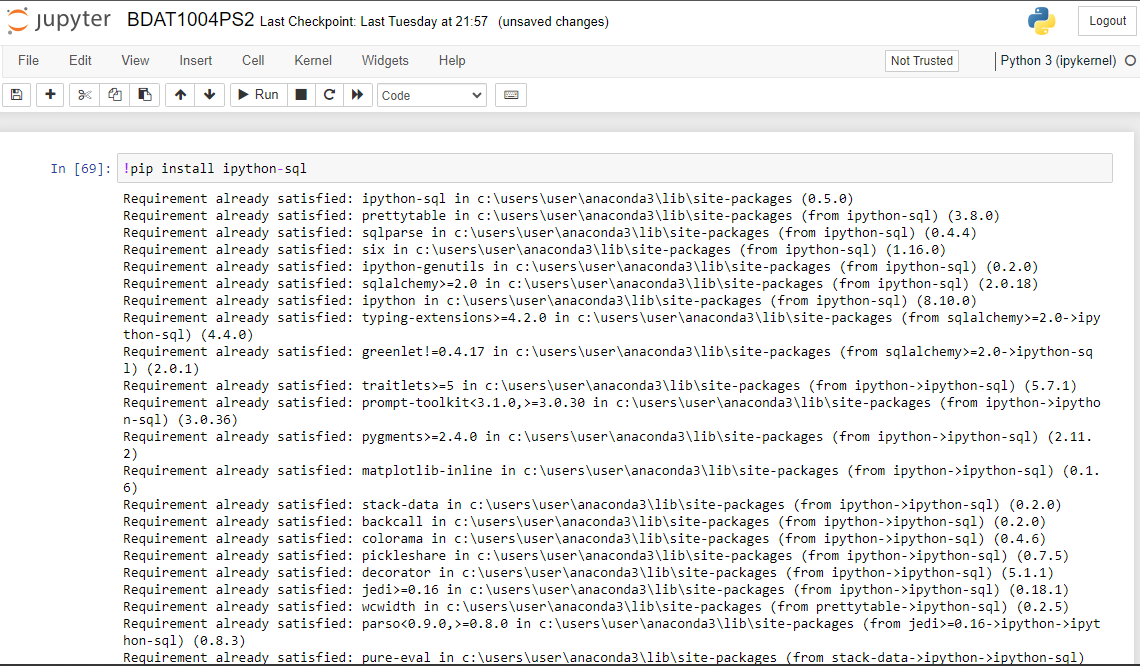 jupyter BDAT1004PS2 Last Checkpoint: Last Tuesday at 21:57 (unsaved changes) Logout
File Edit View Insert Cell Kernel Widgets Help Not Trusted Python 3 (ipykernel)
Run Code
In [69]: !pip install ipython-sql
Requirement already satisfied: ipython-sql in c:\users\user\anaconda3\lib\site-packages (0.5.0)
Requirement already satisfied: prettytable in c:\users\user\anaconda3\lib\site-packages (from ipython-sql) (3.8.0)
Requirement already satisfied: sqlparse in c:\users\user\anaconda3\lib\site-packages (from ipython-sql) (0.4.4)
Requirement already satisfied: six in c:\users\user\anaconda3\lib\site-packages (from ipython-sql) (1.16.0)
Requirement already satisfied: ipython-genutils in c:\users\user\anaconda3\lib\site-packages (from ipython-sql) (0.2.0)
Requirement already satisfied: sqlalchemy>=2.0 in c:\users\user\anaconda3\lib\site-packages (from ipython-sql) (2.0.18)
Requirement already satisfied: ipython in c:\users\user\anaconda3\lib\site-packages (from ipython-sql) (8.10.0)
Requirement already satisfied: typing-extensions>=4.2.0 in c:\users\user\anaconda3\lib\site-packages (from sqlalchemy>=2.0->ipy
thon-sql) (4.4.0)
Requirement already satisfied: greenlet!=0.4.17 in c:\users\user\anaconda3\lib\site-packages (from sqlalchemy>=2.0->ipython-sq
l) (2.0.1)
Requirement already satisfied: traitlets>=5 in c:\users\user\anaconda3\lib\site-packages (from ipython->ipython-sql) (5.7.1)
Requirement already satisfied: prompt-toolkit<3.1.0,>=3.0.30 in c:\users\user\anaconda3\lib\site-packages (from ipython->ipytho
n-sql) (3.0.36)
Requirement already satisfied: pygments>=2.4.0 in c:\users\user\anaconda3\lib\site-packages (from ipython->ipython-sql) (2.11.
2)
Requirement already satisfied: matplotlib-inline in c:\users\user\anaconda3\lib\site-packages (from ipython->ipython-sql) (0.1.
6)
Requirement already satisfied: stack-data in c:\users\user\anaconda3\lib\site-packages (from ipython->ipython-sql) (0.2.0)
Requirement already satisfied: backcall in c:\users\user\anaconda3\lib\site-packages (from ipython->ipython-sql) (0.2.0)
Requirement already satisfied: colorama in c:\users\user\anaconda3\lib\site-packages (from ipython->ipython-sql) (0.4.6)
Requirement already satisfied: pickleshare in c:\users\user\anaconda3\lib\site-packages (from ipython->ipython-sql) (0.7.5)
Requirement already satisfied: decorator in c:\users\user\anaconda3\lib\site-packages (from ipython->ipython-sql) (5.1.1)
Requirement already satisfied: jedi>=0.16 in c:\users\user\anaconda3\lib\site-packages (from ipython->ipython-sql) (0.18.1)
Requirement already satisfied: wcwidth in c:\users\user\anaconda3\lib\site-packages (from prettytable->ipython-sql) (0.2.5)
Requirement already satisfied: parso<0.9.0,>=0.8.0 in c:\users\user\anaconda3\lib\site-packages (from jedi>=0.16->ipython->ipyt
hon-sql) (0.8.3)
Requirement already satisfied: pure-eval in c:\users\user\anaconda3\lib\site-packages (from stack-data->ipython->ipython-sql)